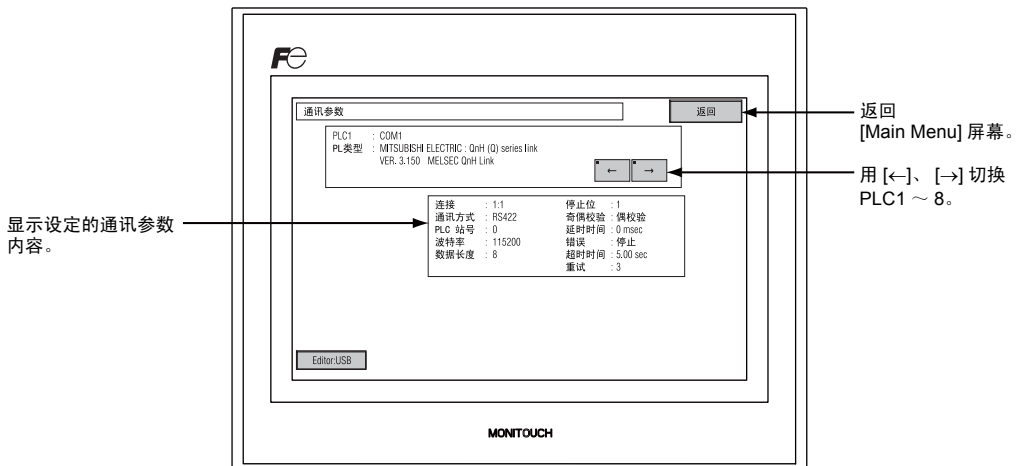 Fe
通讯参数
返回
PLC1 : COM1
PL类型 : MITSUBISHI ELECTRIC : QnH (Q) series link
VER. 3.150 MELSEC QnH Link
← →
连接 : 1:1
通讯方式 : RS422
PLC 站号 : 0
波特率 : 115200
数据长度 : 8
停止位 : 1
奇偶校验 : 偶校验
延时时间 : 0 msec
错误 : 停止
超时时间 : 5.00 sec
重试 : 3
Editor:USB
MONITOUCH
显示设定的通讯参数
内容。
返回
[Main Menu] 屏幕。
用 [←]、 [→] 切换
PLC1 ～ 8。